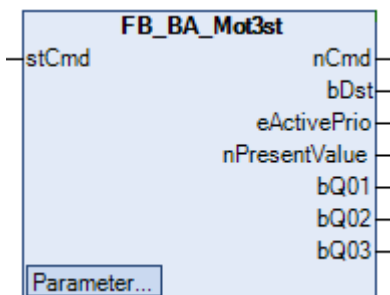 FB_BA_Mot3st
stCmd nCmd
bDst
eActivePrio
nPresentValue
bQ01
bQ02
bQ03
Parameter...